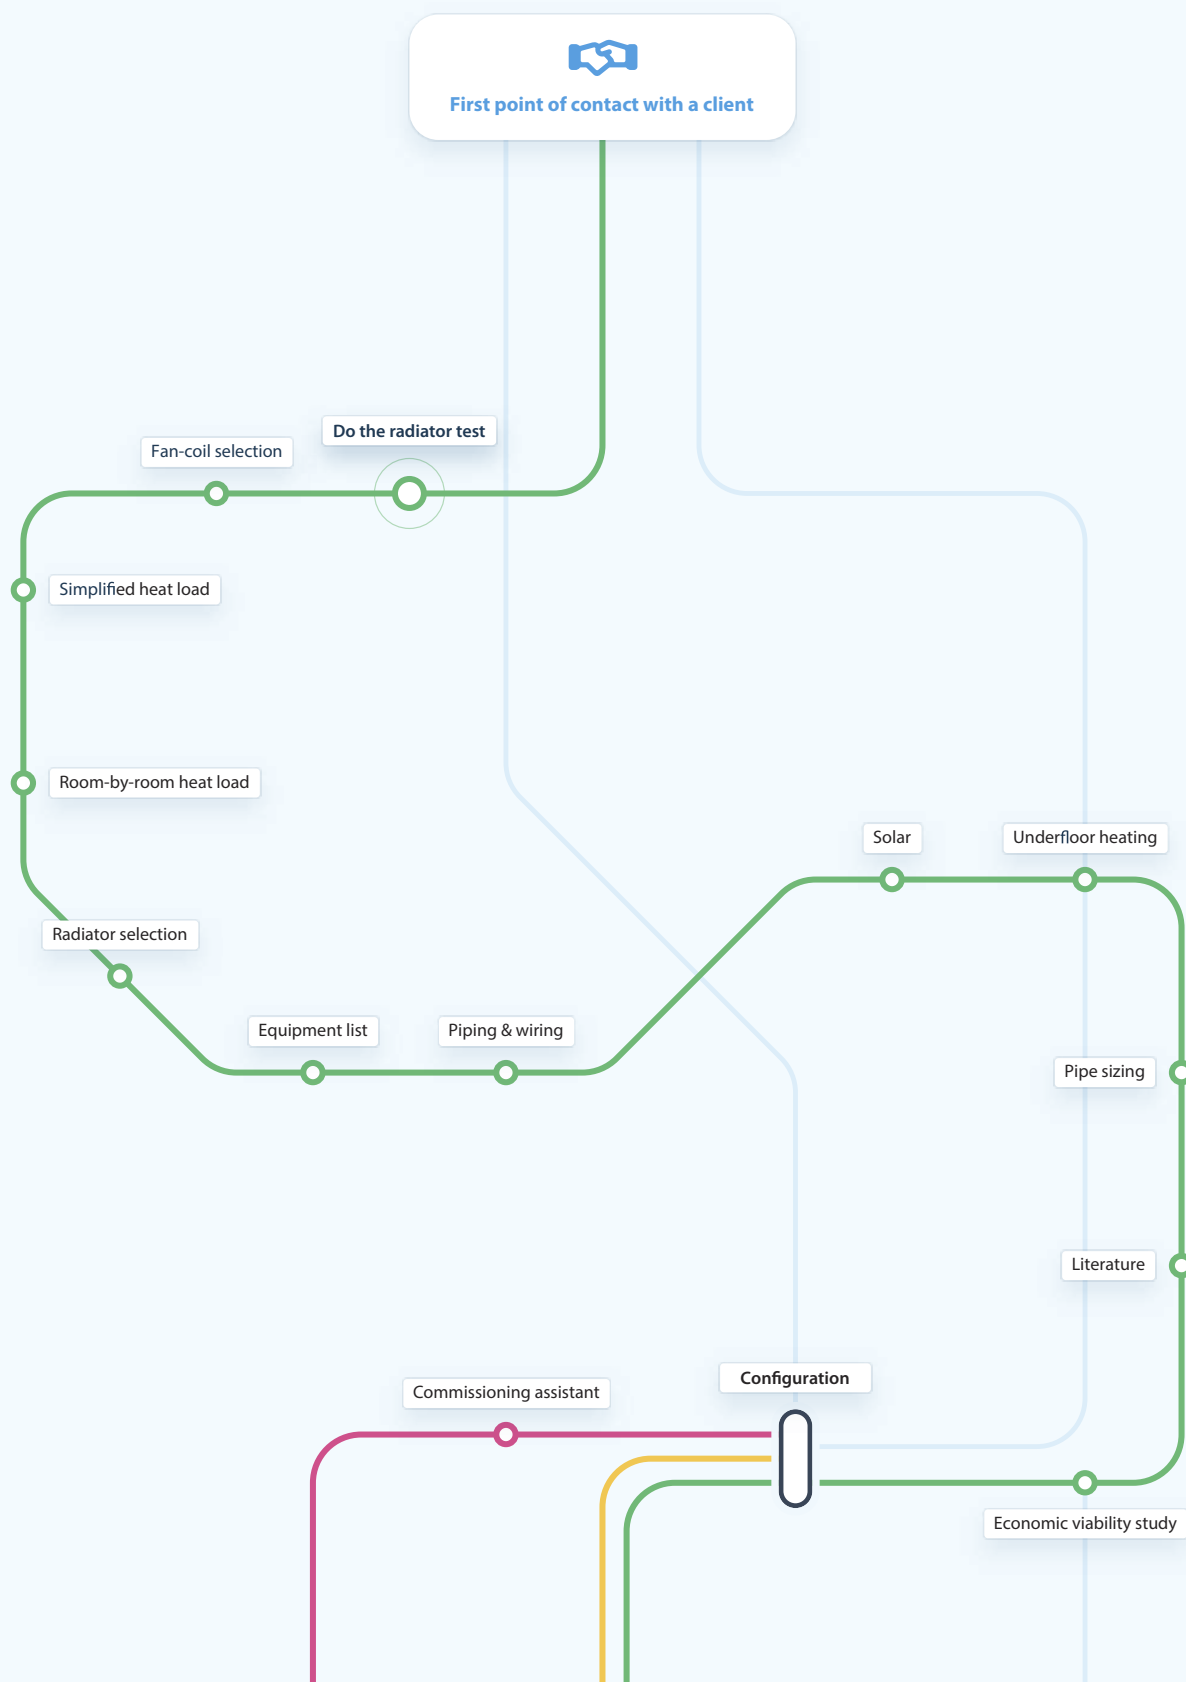 First point of contact with a client
Do the radiator test
Fan-coil selection
Simplified heat load
Room-by-room heat load
Solar
Underfloor heating
Radiator selection
Equipment list
Piping & wiring
Pipe sizing
Literature
Configuration
Commissioning assistant
Economic viability study